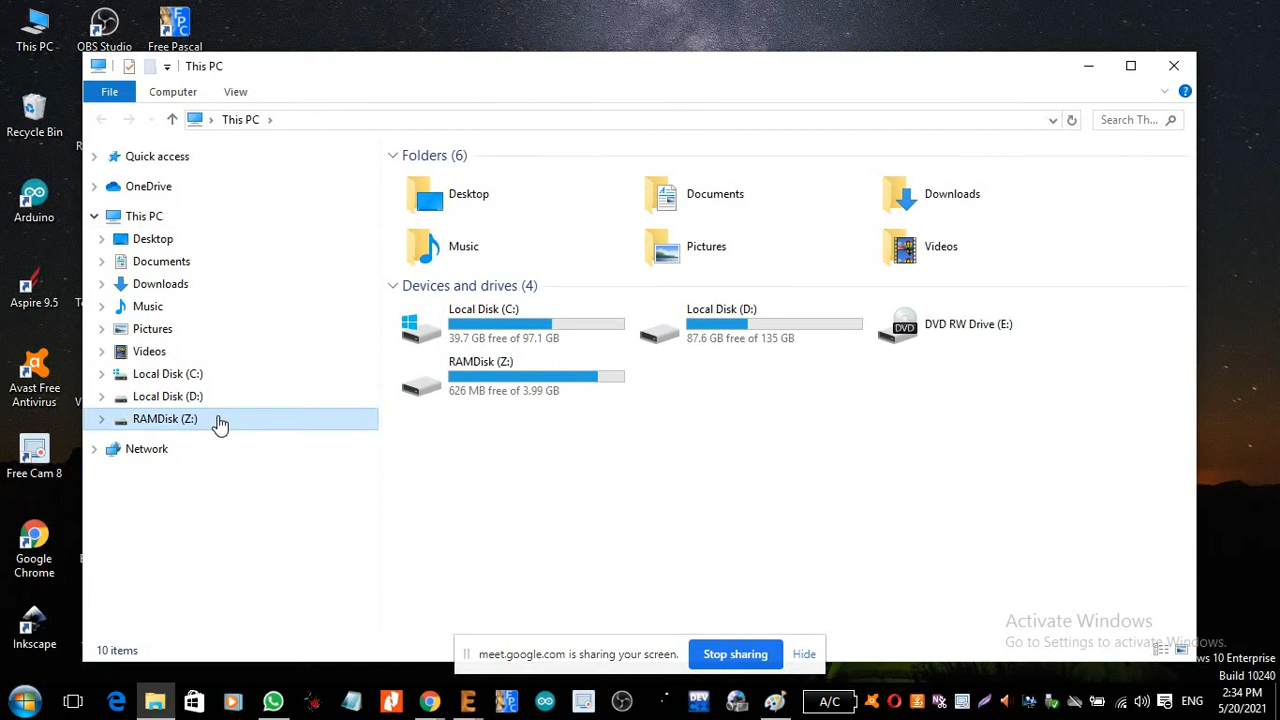 This PC
OBS Studio
Free Pascal
Recycle Bin
Arduino
Aspire 9.5
Avast Free
Antivirus
Free Cam 8
Google
Chrome
Inkscape
This PC
File
Computer
View
This PC
Search Th...
Quick access
OneDrive
This PC
Desktop
Documents
Downloads
Music
Pictures
Videos
Local Disk (C:)
Local Disk (D:)
RAMDisk (Z:)
Network
Folders (6)
Desktop
Documents
Downloads
Music
Pictures
Videos
Devices and drives (4)
Local Disk (C:)
39.7 GB free of 97.1 GB
Local Disk (D:)
87.6 GB free of 135 GB
DVD
DVD RW Drive (E:)
RAMDisk (Z:)
626 MB free of 3.99 GB
10 items
Activate Windows
Go to Settings to activate Windows.
meet.google.com is sharing your screen.
Stop sharing
Hide
10 Enterprise
Build 10240
FPC
DEV
A/C
ENG
2:34 PM
5/20/2021